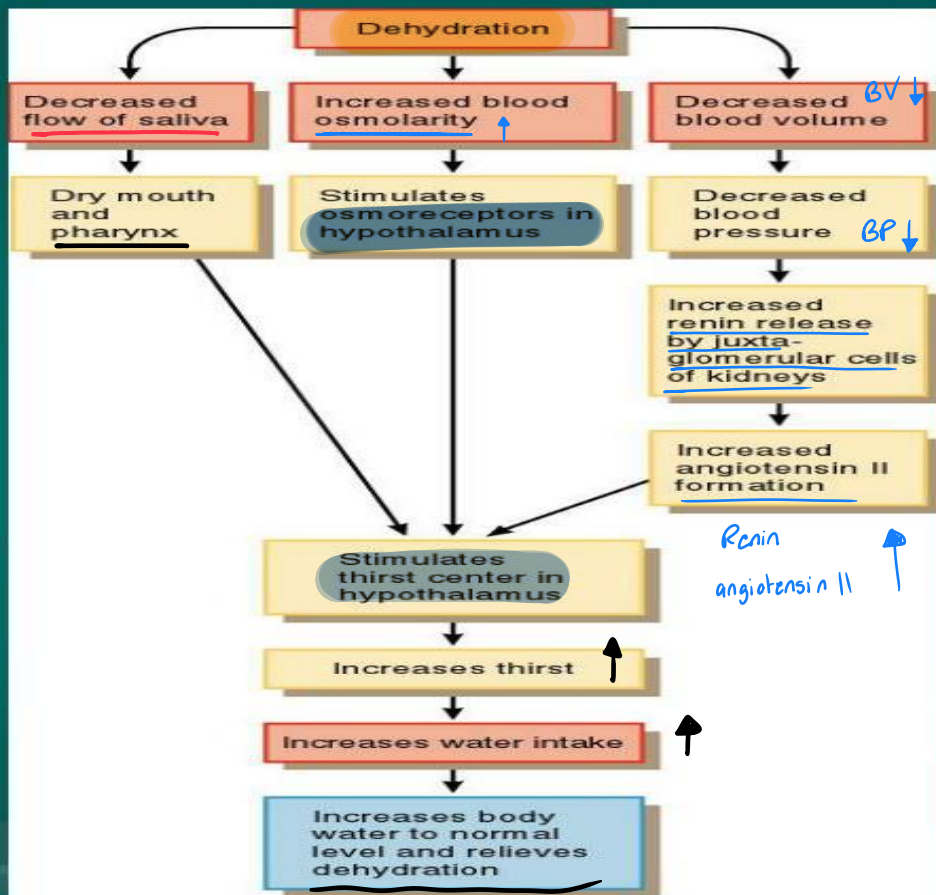 Dehydration
Decreased
flow of saliva
Increased blood
osmolarity
Decreased
blood volume
BV
Dry mouth
and
pharynx
Stimulates
osmoreceptors in
hypothalamus
Decreased
blood
pressure
BP
Increased
renin release
by juxta-
glomerular cells
of kidneys
Increased
angiotensin II
formation
Renin
angiotensin II
Stimulates
thirst center in
hypothalamus
Increases thirst
Increases water intake
Increases body
water to normal
level and relieves
dehydration